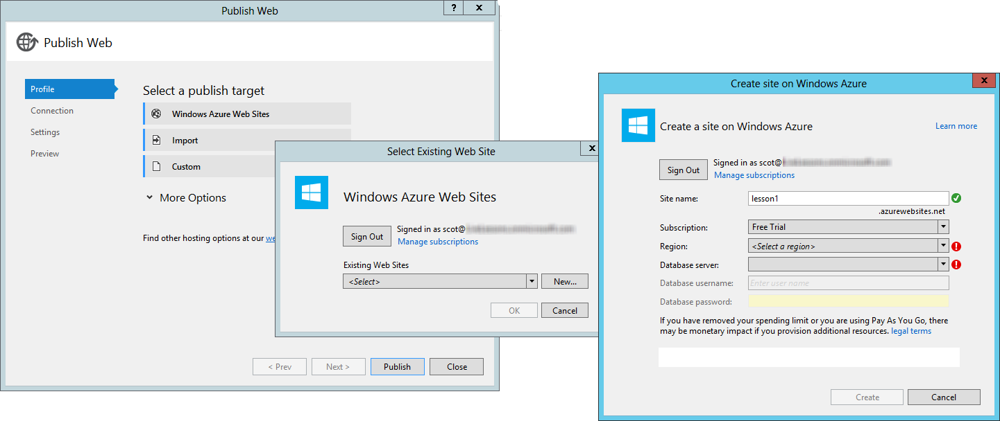 Publish Web
?
X
Publish Web
Profile
Connection
Settings
Preview
Select a publish target
Windows Azure Web Sites
Import
Custom
More Options
Find other hosting options at our
< Prev
Next >
Publish
Close
Select Existing Web Site
X
Windows Azure Web Sites
Sign Out
Signed in as scot@
Manage subscriptions
Existing Web Sites
<Select>
New...
OK
Cancel
Create site on Windows Azure
X
Create a site on Windows Azure
Learn more
Sign Out
Signed in as scot@
Manage subscriptions
Site name:
lesson1
.azurewebsites.net
Subscription:
Free Trial
Region:
<Select a region>
Database server:
Database username:
Enter user name
Database password:
If you have removed your spending limit or you are using Pay As You Go, there
may be monetary impact if you provision additional resources. legal terms
Create
Cancel